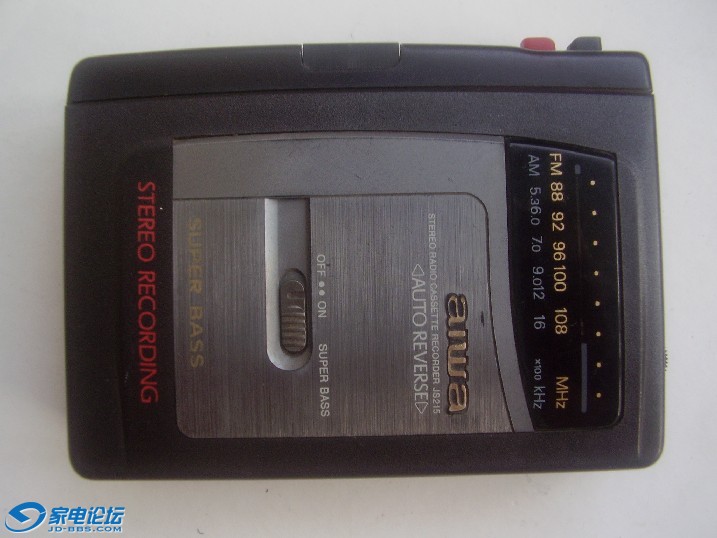 FM 88 92 96 100 108 MHz
AM 5.3 6.0 7.0 9.0 12 16 x100 kHz
aiwa
◁AUTO REVERSE▷
STEREO RADIO CASSETTE RECORDER JS215
OFF ●● ON SUPER BASS
SUPER BASS
STEREO RECORDING
家电论坛
JD-BBS.COM